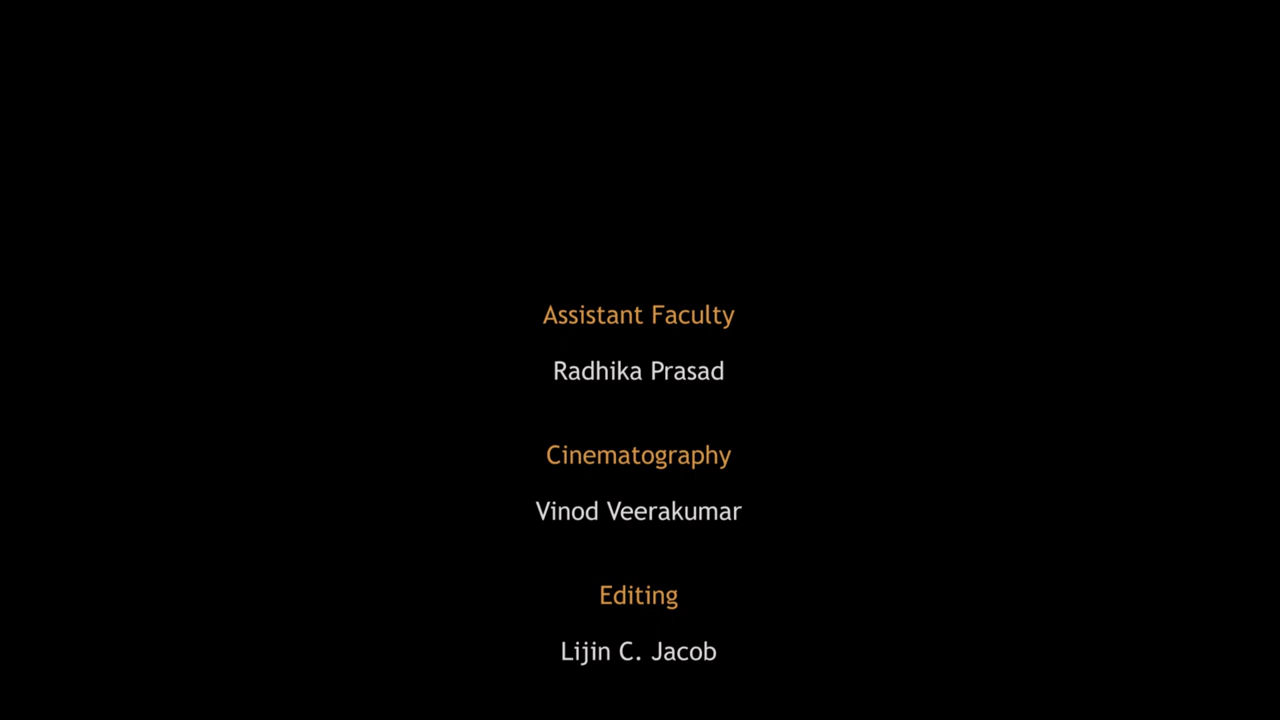 Assistant Faculty
Radhika Prasad
Cinematography
Vinod Veerakumar
Editing
Lijin C. Jacob